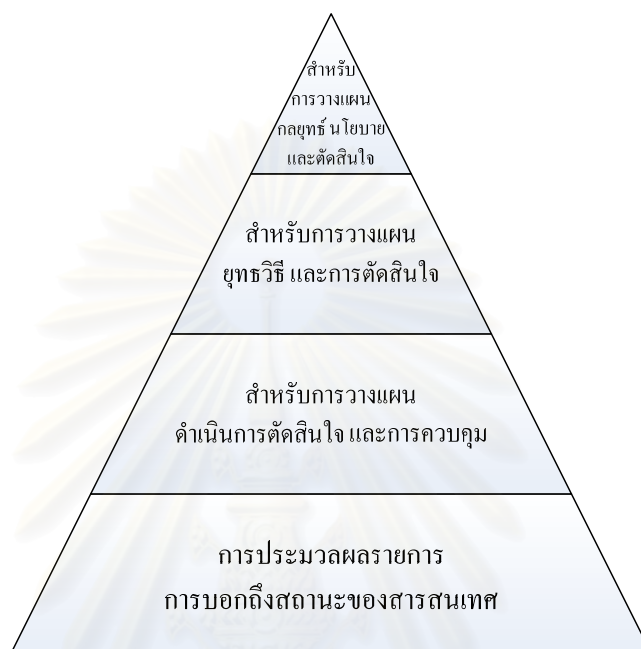 สำหรับ
การวางแผน
กลยุทธ์ นโยบาย
และตัดสินใจ
สำหรับการวางแผน
ยุทธวิธี และการตัดสินใจ
สำหรับการวางแผน
ดำเนินการตัดสินใจ และการควบคุม
การประมวลผลรายการ
การบอกถึงสถานะของสารสนเทศ